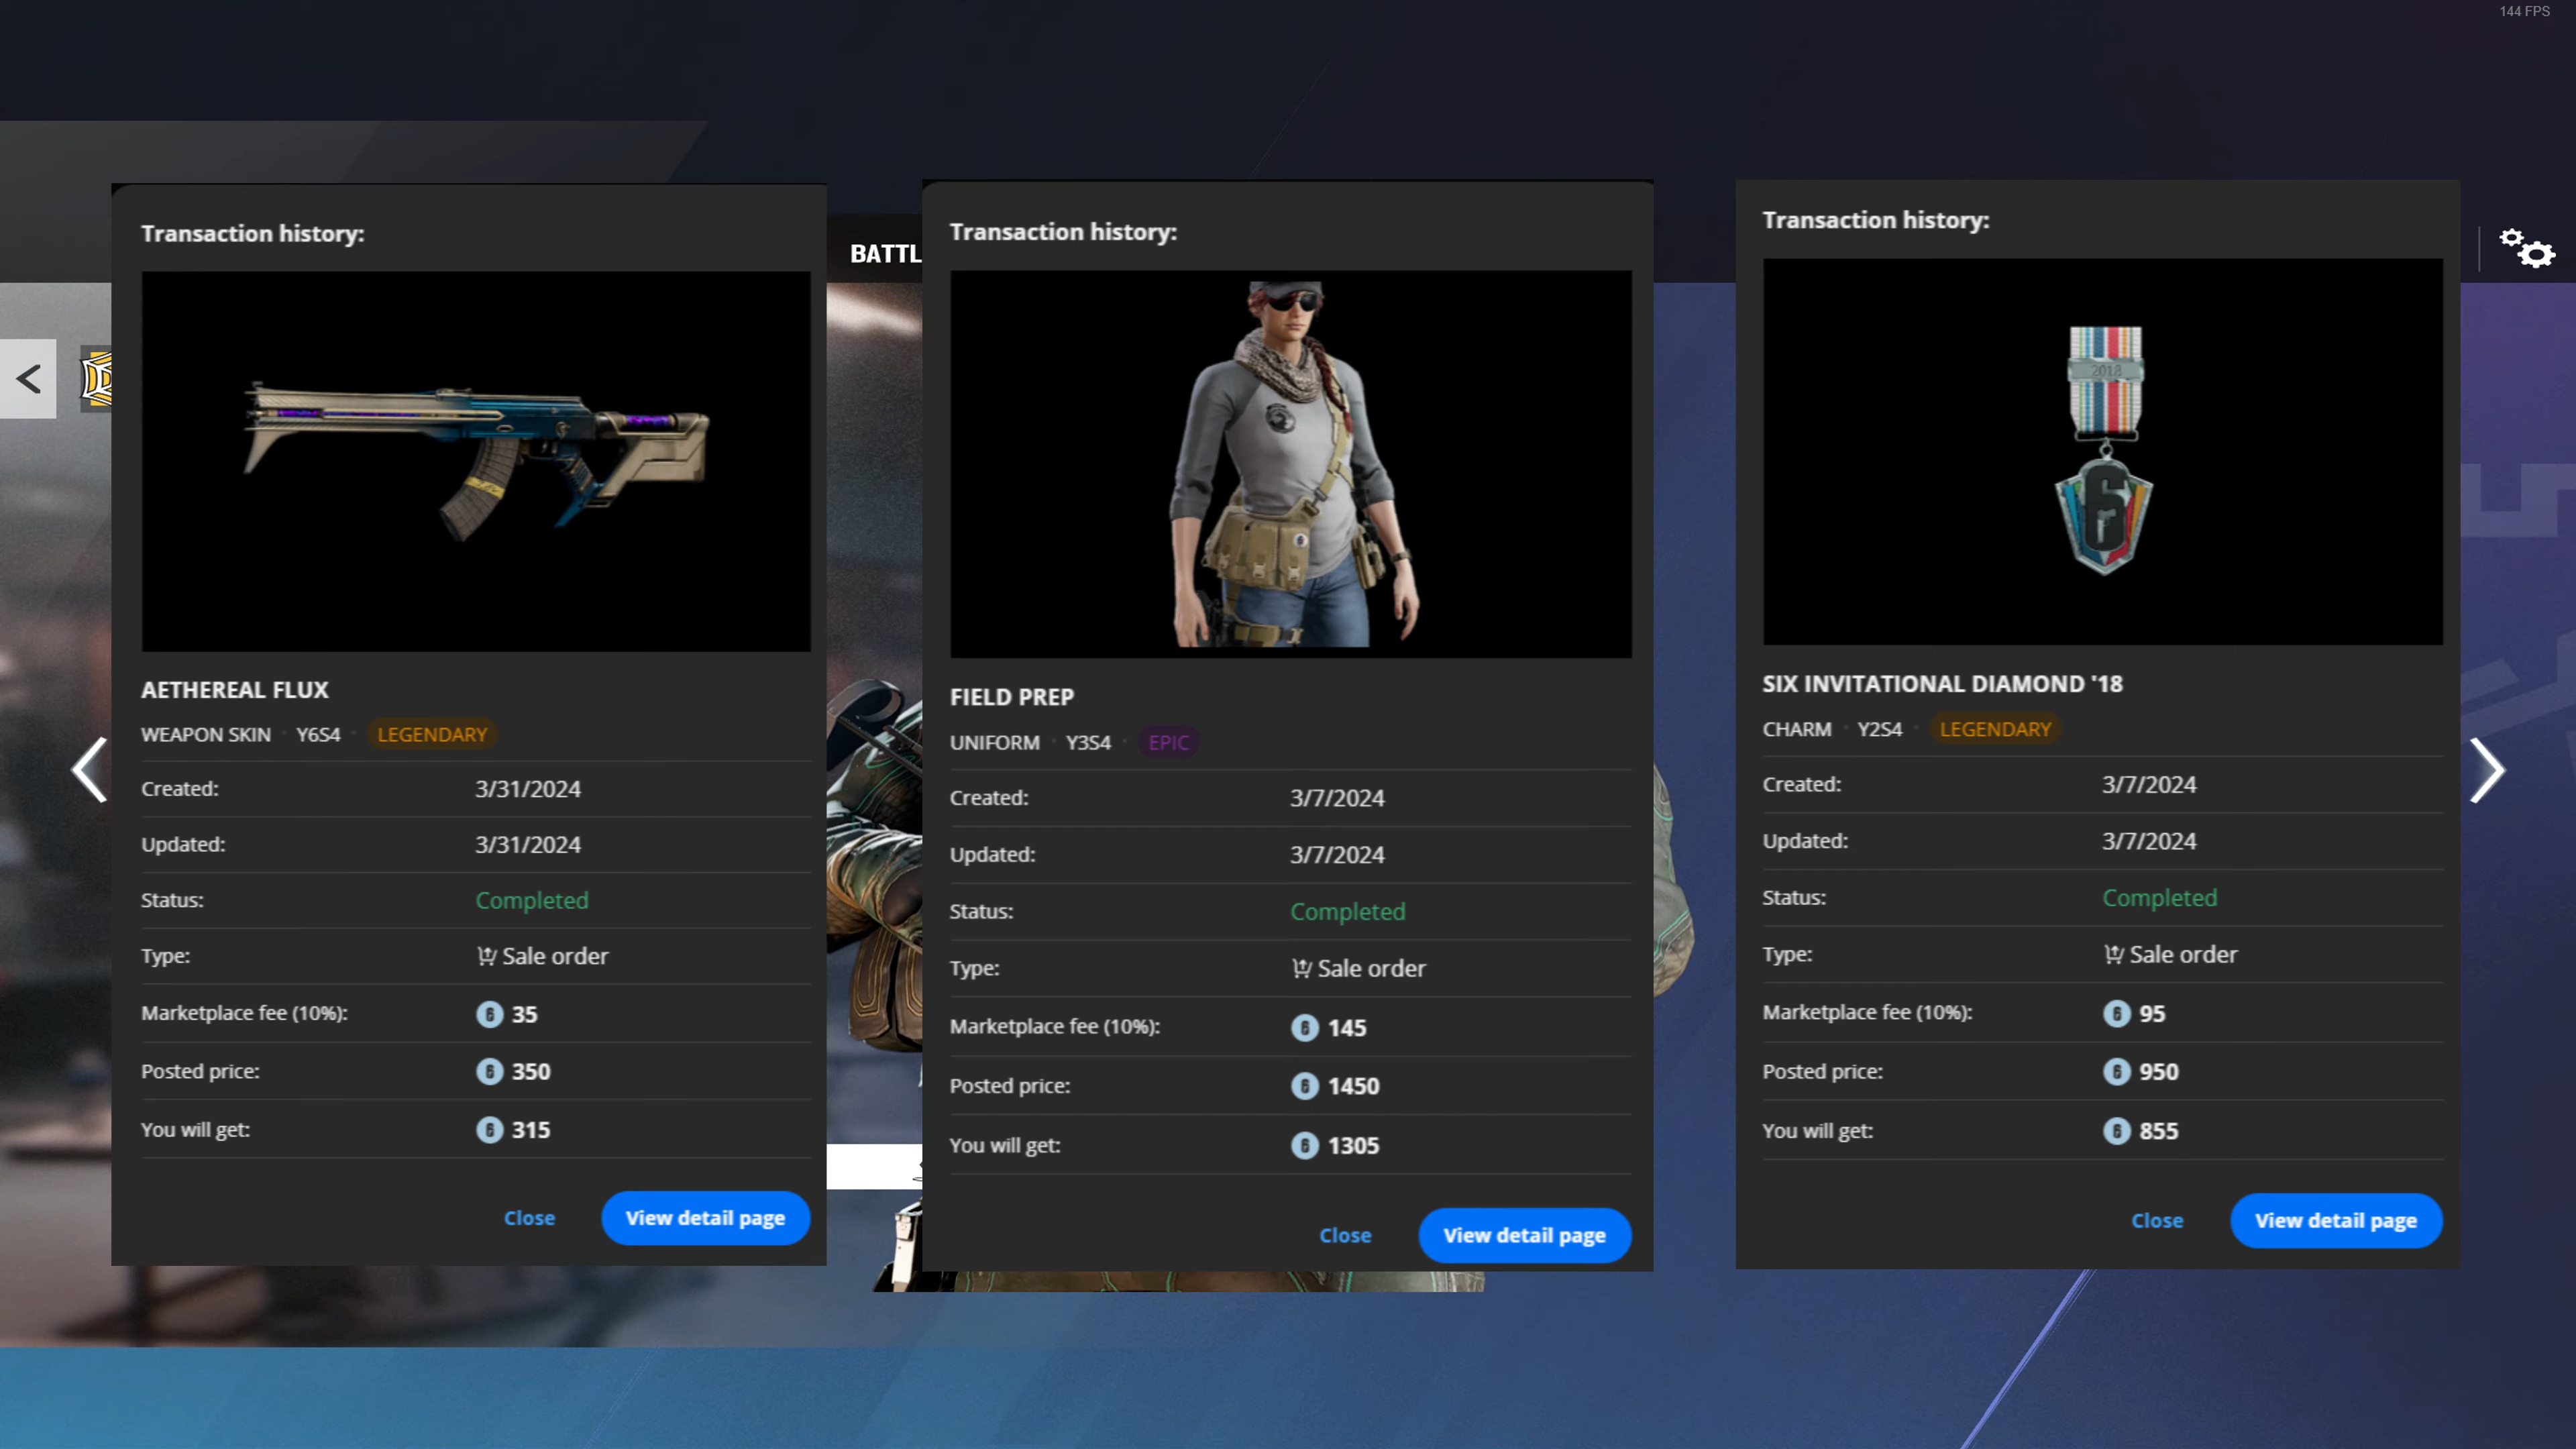 144 FPS
BATTL
Transaction history:
AETHEREAL FLUX
WEAPON SKIN · Y6S4 · LEGENDARY
Created: 3/31/2024
Updated: 3/31/2024
Status: Completed
Type: Sale order
Marketplace fee (10%): 35
Posted price: 350
You will get: 315
Close View detail page
Transaction history:
FIELD PREP
UNIFORM · Y3S4 · EPIC
Created: 3/7/2024
Updated: 3/7/2024
Status: Completed
Type: Sale order
Marketplace fee (10%): 145
Posted price: 1450
You will get: 1305
Close View detail page
Transaction history:
2018
6
SIX INVITATIONAL DIAMOND '18
CHARM · Y2S4 · LEGENDARY
Created: 3/7/2024
Updated: 3/7/2024
Status: Completed
Type: Sale order
Marketplace fee (10%): 95
Posted price: 950
You will get: 855
Close View detail page